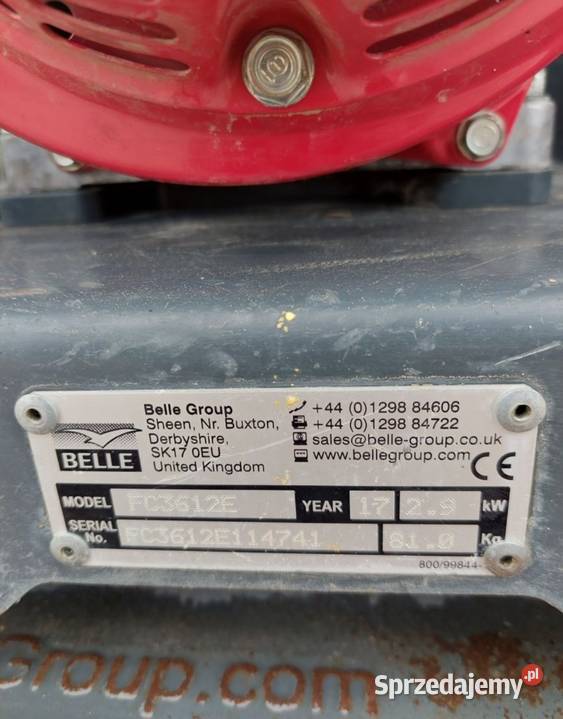 Belle Group
Sheen, Nr. Buxton,
Derbyshire,
SK17 0EU
United Kingdom
+44 (0)1298 84606
+44 (0)1298 84722
sales@belle-group.co.uk
www.bellegroup.com
BELLE
CE
MODEL FC3612E YEAR 17 2.9 kW
SERIAL No. FC3612E114741 81.0 Kg
800/99844-
Group.com
Sprzedajemy.pl